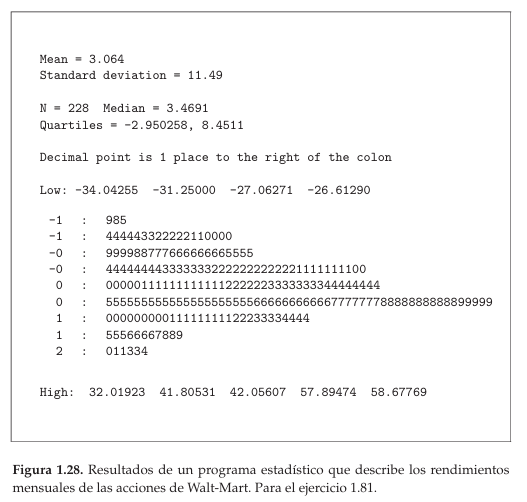 Mean = 3.064
Standard deviation = 11.49
N = 228 Median = 3.4691
Quartiles = -2.950258, 8.4511
Decimal point is 1 place to the right of the colon
Low: -34.04255 -31.25000 -27.06271 -26.61290
-1 : 985
-1 : 444443322222110000
-0 : 99998877766666665555
-0 : 4444444433333332222222222221111111100
0 : 000001111111111112222223333333344444444
0 : 5555555555555555555556666666666677777778888888888899999
1 : 00000000011111111122233334444
1 : 55566667889
2 : 011334
High: 32.01923 41.80531 42.05607 57.89474 58.67769
Figura 1.28. Resultados de un programa estadístico que describe los rendimientos
mensuales de las acciones de Walt-Mart. Para el ejercicio 1.81.